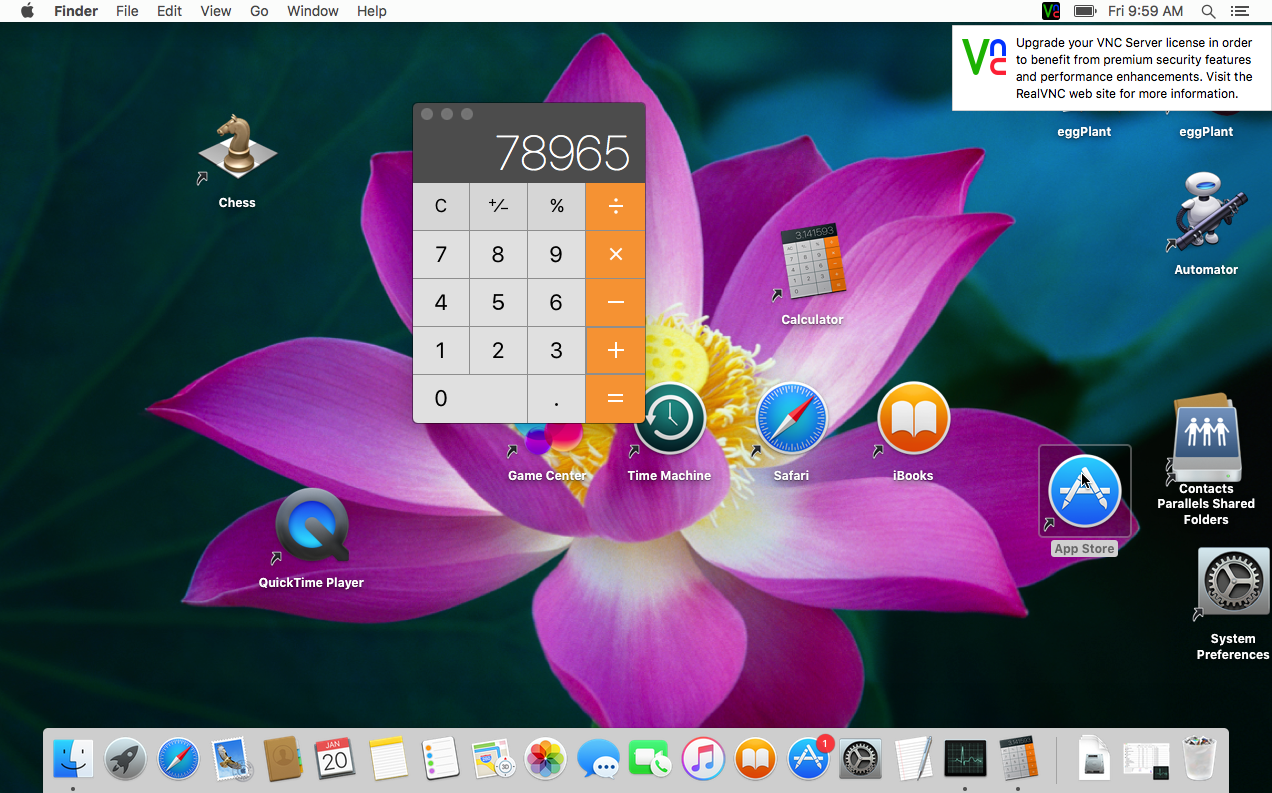 Finder File Edit View Go Window Help
Fri 9:59 AM
Upgrade your VNC Server license in order
to benefit from premium security features
and performance enhancements. Visit the
RealVNC web site for more information.
eggPlant
eggPlant
Chess
78965
C +/− % ÷
7 8 9 ×
4 5 6 −
1 2 3 +
0 . =
3.141593
Calculator
Automator
Game Center
Time Machine
Safari
iBooks
App Store
Contacts
Parallels Shared
Folders
QuickTime Player
System
Preferences
JAN
20
3D
1